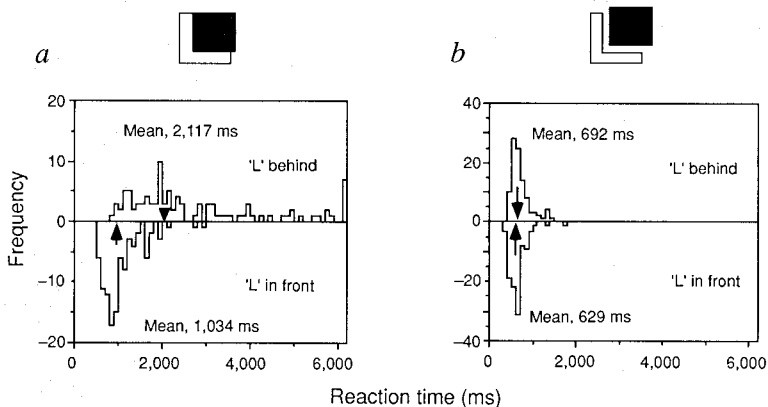 a
b
20
Mean, 2,117 ms
10
'L' behind
0
Frequency
−10
'L' in front
Mean, 1,034 ms
−20
0
2,000
4,000
6,000
40
Mean, 692 ms
20
'L' behind
0
−20
'L' in front
Mean, 629 ms
−40
0
2,000
4,000
6,000
Reaction time (ms)